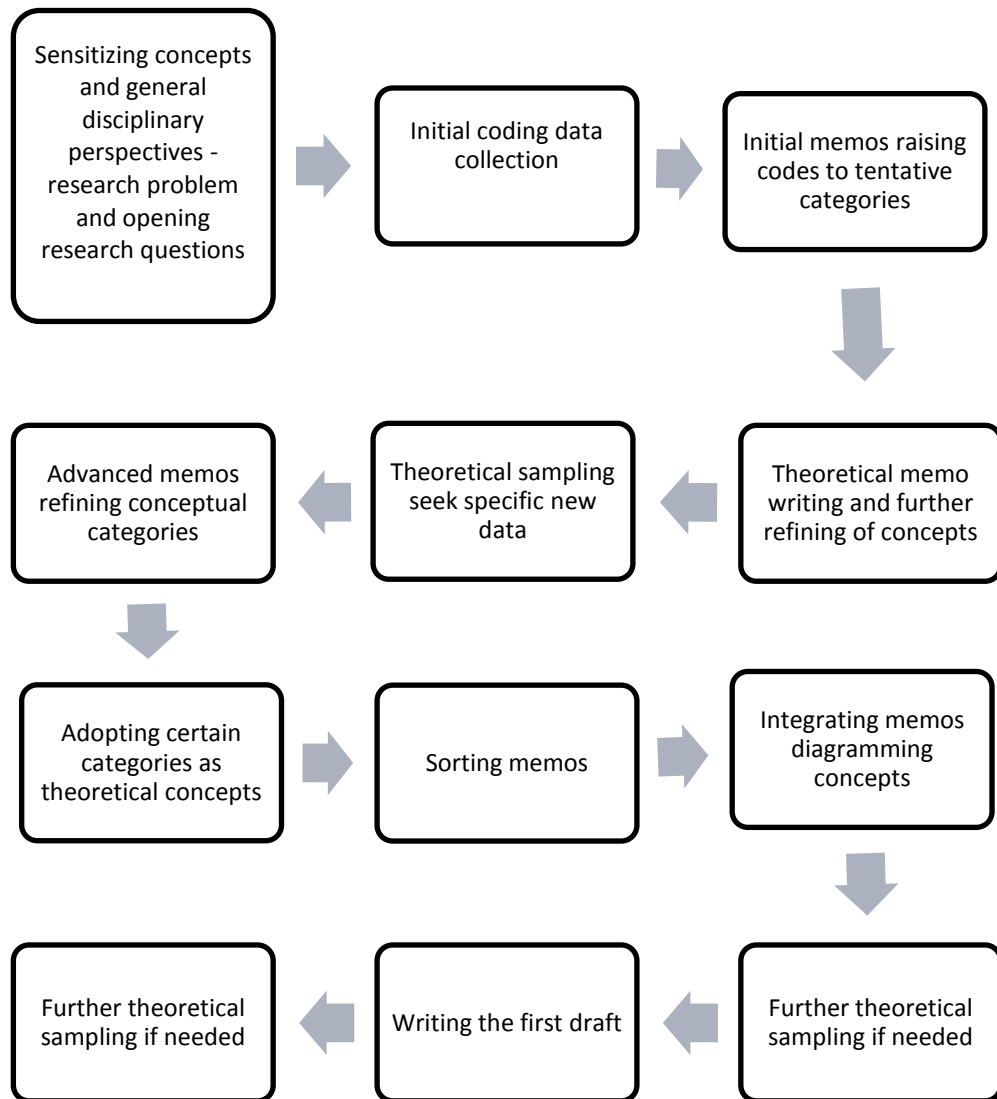 Sensitizing concepts
and general
disciplinary
perspectives -
research problem
and opening
research questions
Initial coding data
collection
Initial memos raising
codes to tentative
categories
Theoretical memo
writing and further
refining of concepts
Theoretical sampling
seek specific new
data
Advanced memos
refining conceptual
categories
Adopting certain
categories as
theoretical concepts
Sorting memos
Integrating memos
diagramming
concepts
Further theoretical
sampling if needed
Writing the first draft
Further theoretical
sampling if needed